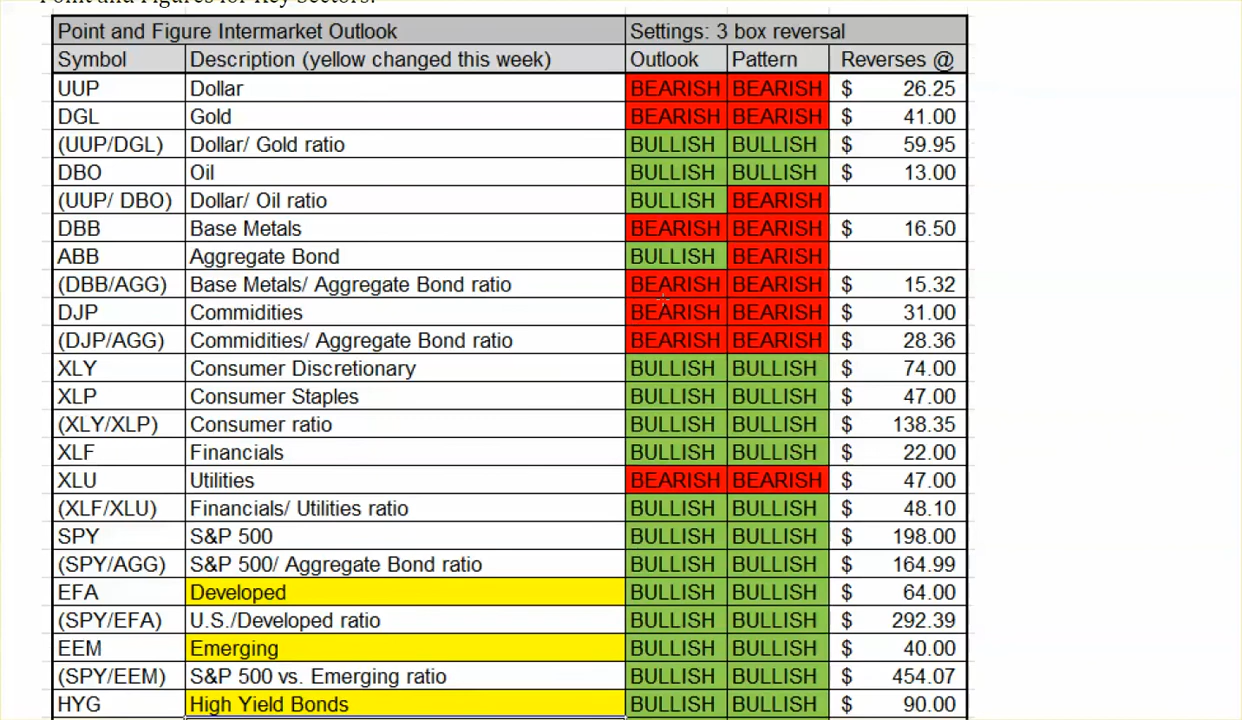 Point and Figures for Key Sectors.
Point and Figure Intermarket Outlook Settings: 3 box reversal
Symbol Description (yellow changed this week) Outlook Pattern Reverses @
UUP Dollar BEARISH BEARISH $ 26.25
DGL Gold BEARISH BEARISH $ 41.00
(UUP/DGL) Dollar/ Gold ratio BULLISH BULLISH $ 59.95
DBO Oil BULLISH BULLISH $ 13.00
(UUP/ DBO) Dollar/ Oil ratio BULLISH BEARISH
DBB Base Metals BEARISH BEARISH $ 16.50
ABB Aggregate Bond BULLISH BEARISH
(DBB/AGG) Base Metals/ Aggregate Bond ratio BEARISH BEARISH $ 15.32
DJP Commidities BEARISH BEARISH $ 31.00
(DJP/AGG) Commidities/ Aggregate Bond ratio BEARISH BEARISH $ 28.36
XLY Consumer Discretionary BULLISH BULLISH $ 74.00
XLP Consumer Staples BULLISH BULLISH $ 47.00
(XLY/XLP) Consumer ratio BULLISH BULLISH $ 138.35
XLF Financials BULLISH BULLISH $ 22.00
XLU Utilities BEARISH BEARISH $ 47.00
(XLF/XLU) Financials/ Utilities ratio BULLISH BULLISH $ 48.10
SPY S&P 500 BULLISH BULLISH $ 198.00
(SPY/AGG) S&P 500/ Aggregate Bond ratio BULLISH BULLISH $ 164.99
EFA Developed BULLISH BULLISH $ 64.00
(SPY/EFA) U.S./Developed ratio BULLISH BULLISH $ 292.39
EEM Emerging BULLISH BULLISH $ 40.00
(SPY/EEM) S&P 500 vs. Emerging ratio BULLISH BULLISH $ 454.07
HYG High Yield Bonds BULLISH BULLISH $ 90.00